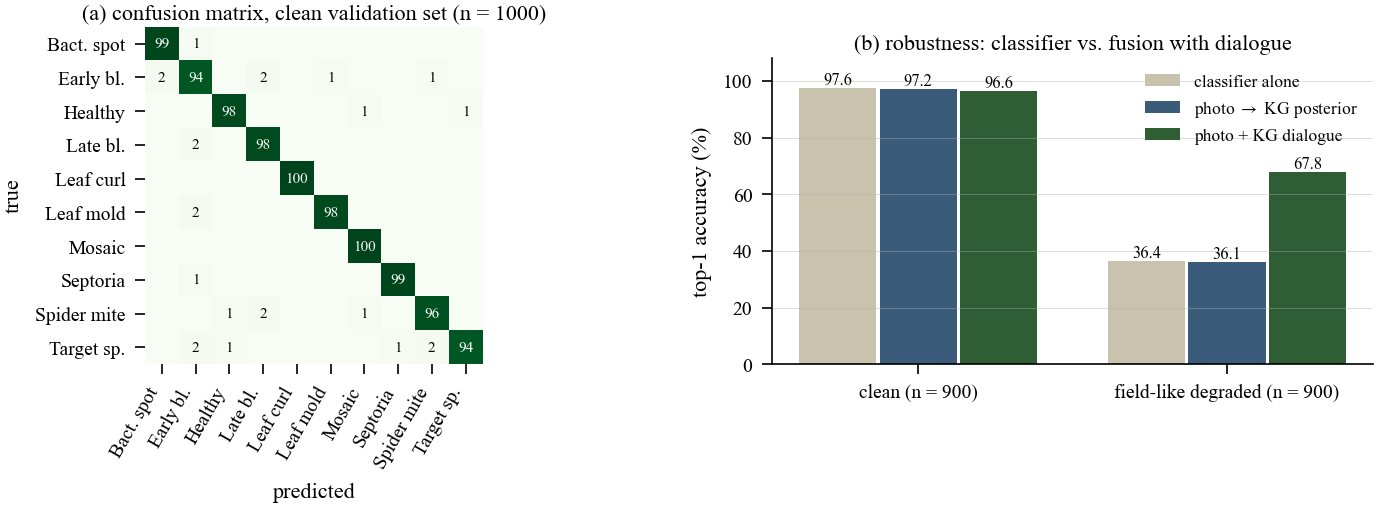 (a) confusion matrix, clean validation set (n = 1000)
true
Bact. spot 99 1
Early bl. 2 94 2 1 1
Healthy 98 1 1
Late bl. 2 98
Leaf curl 100
Leaf mold 2 98
Mosaic 100
Septoria 1 99
Spider mite 1 2 1 96
Target sp. 2 1 1 2 94
Bact. spot
Early bl.
Healthy
Late bl.
Leaf curl
Leaf mold
Mosaic
Septoria
Spider mite
Target sp.
predicted
(b) robustness: classifier vs. fusion with dialogue
top-1 accuracy (%)
100
80
60
40
20
0
97.6 97.2 96.6
36.4 36.1 67.8
classifier alone
photo → KG posterior
photo + KG dialogue
clean (n = 900)
field-like degraded (n = 900)